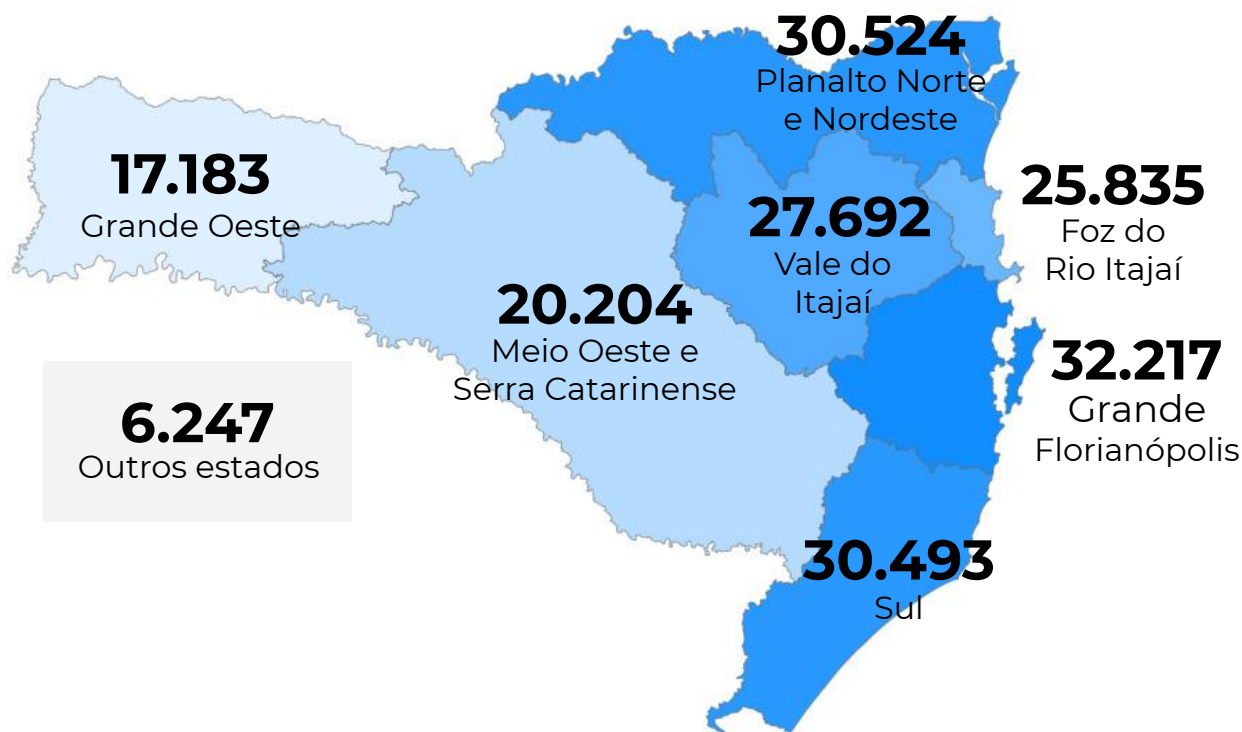 30.524
Planalto Norte
e Nordeste
17.183
Grande Oeste
25.835
Foz do
Rio Itajaí
27.692
Vale do
Itajaí
20.204
Meio Oeste e
Serra Catarinense
32.217
Grande
Florianópolis
6.247
Outros estados
30.493
Sul